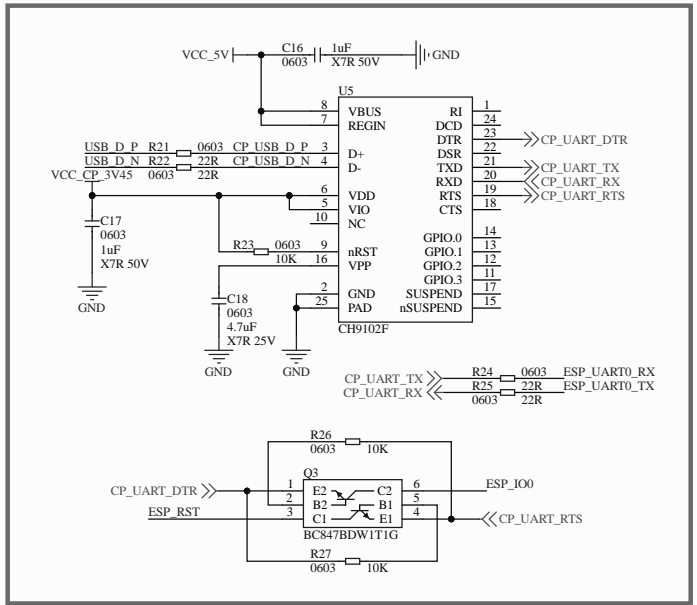 VCC_5V
C16
0603
1uF
X7R 50V
GND
U5
8 VBUS
7 REGIN
USB_D_P R21 0603 CP_USB_D_P 3 D+
USB_D_N R22 22R CP_USB_D_N 4 D-
0603 22R
VCC_CP_3V45
6 VDD
5 VIO
10 NC
C17
0603
1uF
X7R 50V
GND
R23 0603
10K
9 nRST
16 VPP
2 GND
25 PAD
C18
0603
4.7uF
X7R 25V
GND
GND
CH9102F
RI 1
DCD 24
DTR 23 CP_UART_DTR
DSR 22
TXD 21 CP_UART_TX
RXD 20 CP_UART_RX
RTS 19 CP_UART_RTS
CTS 18
GPIO.0 14
GPIO.1 13
GPIO.2 12
GPIO.3 11
SUSPEND 17
nSUSPEND 15
CP_UART_TX R24 0603 ESP_UART0_RX
CP_UART_RX R25 22R ESP_UART0_TX
0603 22R
R26
0603 10K
Q3
CP_UART_DTR 1 E2 C2 6 ESP_IO0
2 B2 B1 5
ESP_RST 3 C1 E1 4 CP_UART_RTS
BC847BDW1T1G
R27
0603 10K